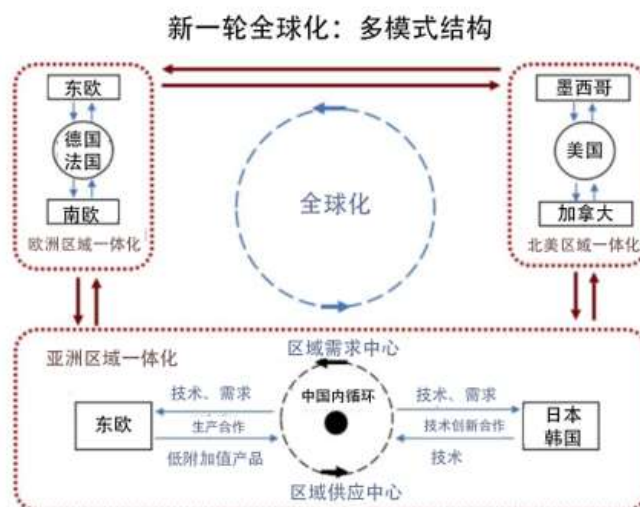 新一轮全球化：多模式结构
东欧
德国
法国
南欧
欧洲区域一体化
墨西哥
美国
加拿大
北美区域一体化
全球化
亚洲区域一体化
区域需求中心
中国内循环
区域供应中心
东欧
技术、需求
生产合作
低附加值产品
技术、需求
技术创新合作
技术
日本
韩国